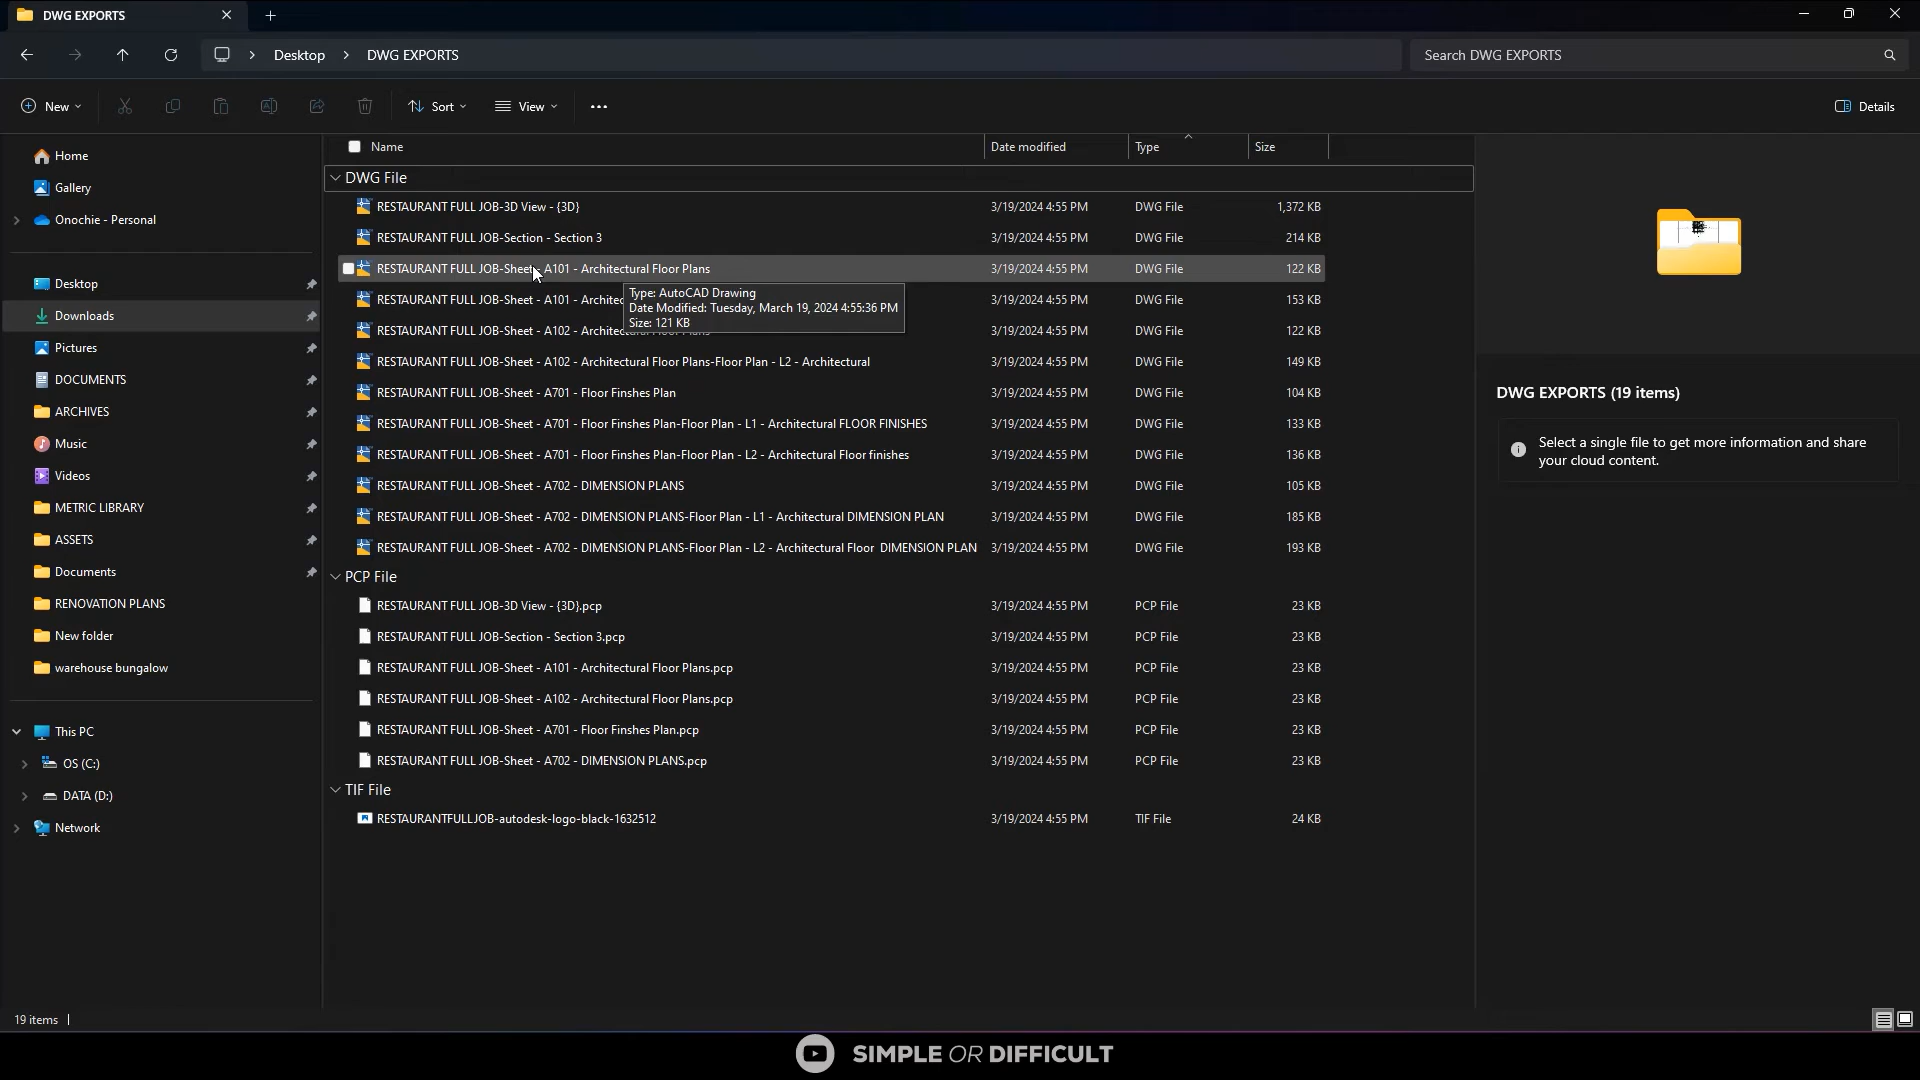 DWG EXPORTS
Desktop
DWG EXPORTS
Search DWG EXPORTS
New
Sort
View
Details
Home
Gallery
Onochie - Personal
Desktop
Downloads
Pictures
DOCUMENTS
ARCHIVES
Music
Videos
METRIC LIBRARY
ASSETS
Documents
RENOVATION PLANS
New folder
warehouse bungalow
This PC
OS (C:)
DATA (D:)
Network
Name Date modified Type Size
DWG File
RESTAURANT FULL JOB-3D View - {3D} 3/19/2024 4:55 PM DWG File 1,372 KB
RESTAURANT FULL JOB-Section - Section 3 3/19/2024 4:55 PM DWG File 214 KB
RESTAURANT FULL JOB-Sheet - A101 - Architectural Floor Plans 3/19/2024 4:55 PM DWG File 122 KB
RESTAURANT FULL JOB-Sheet - A101 - Architec 3/19/2024 4:55 PM DWG File 153 KB
Type: AutoCAD Drawing
Date Modified: Tuesday, March 19, 2024 4:55:36 PM
Size: 121 KB
RESTAURANT FULL JOB-Sheet - A102 - Architec 3/19/2024 4:55 PM DWG File 122 KB
RESTAURANT FULL JOB-Sheet - A102 - Architectural Floor Plans-Floor Plan - L2 - Architectural 3/19/2024 4:55 PM DWG File 149 KB
RESTAURANT FULL JOB-Sheet - A701 - Floor Finshes Plan 3/19/2024 4:55 PM DWG File 104 KB
RESTAURANT FULL JOB-Sheet - A701 - Floor Finshes Plan-Floor Plan - L1 - Architectural FLOOR FINISHES 3/19/2024 4:55 PM DWG File 133 KB
RESTAURANT FULL JOB-Sheet - A701 - Floor Finshes Plan-Floor Plan - L2 - Architectural Floor finishes 3/19/2024 4:55 PM DWG File 136 KB
RESTAURANT FULL JOB-Sheet - A702 - DIMENSION PLANS 3/19/2024 4:55 PM DWG File 105 KB
RESTAURANT FULL JOB-Sheet - A702 - DIMENSION PLANS-Floor Plan - L1 - Architectural DIMENSION PLAN 3/19/2024 4:55 PM DWG File 185 KB
RESTAURANT FULL JOB-Sheet - A702 - DIMENSION PLANS-Floor Plan - L2 - Architectural Floor DIMENSION PLAN 3/19/2024 4:55 PM DWG File 193 KB
PCP File
RESTAURANT FULL JOB-3D View - {3D}.pcp 3/19/2024 4:55 PM PCP File 23 KB
RESTAURANT FULL JOB-Section - Section 3.pcp 3/19/2024 4:55 PM PCP File 23 KB
RESTAURANT FULL JOB-Sheet - A101 - Architectural Floor Plans.pcp 3/19/2024 4:55 PM PCP File 23 KB
RESTAURANT FULL JOB-Sheet - A102 - Architectural Floor Plans.pcp 3/19/2024 4:55 PM PCP File 23 KB
RESTAURANT FULL JOB-Sheet - A701 - Floor Finshes Plan.pcp 3/19/2024 4:55 PM PCP File 23 KB
RESTAURANT FULL JOB-Sheet - A702 - DIMENSION PLANS.pcp 3/19/2024 4:55 PM PCP File 23 KB
TIF File
RESTAURANTFULLJOB-autodesk-logo-black-1632512 3/19/2024 4:55 PM TIF File 24 KB
DWG EXPORTS (19 items)
Select a single file to get more information and share
your cloud content.
19 items
SIMPLE OR DIFFICULT